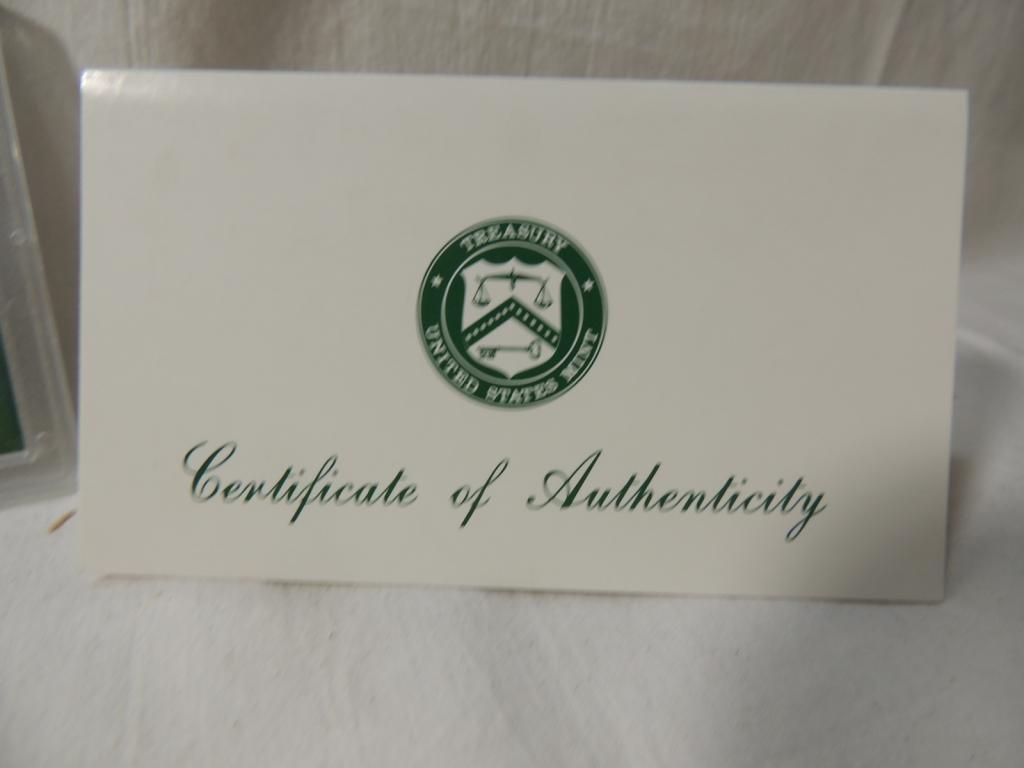 TREASURY
UNITED STATES MINT
Certificate of Authenticity